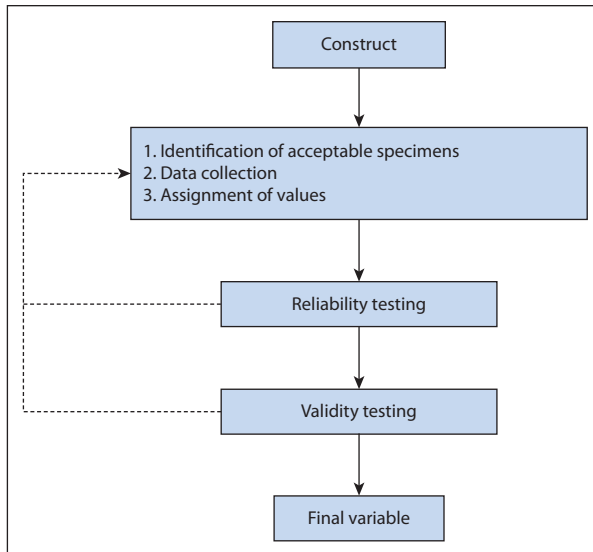 Construct
1. Identification of acceptable specimens
2. Data collection
3. Assignment of values
Reliability testing
Validity testing
Final variable